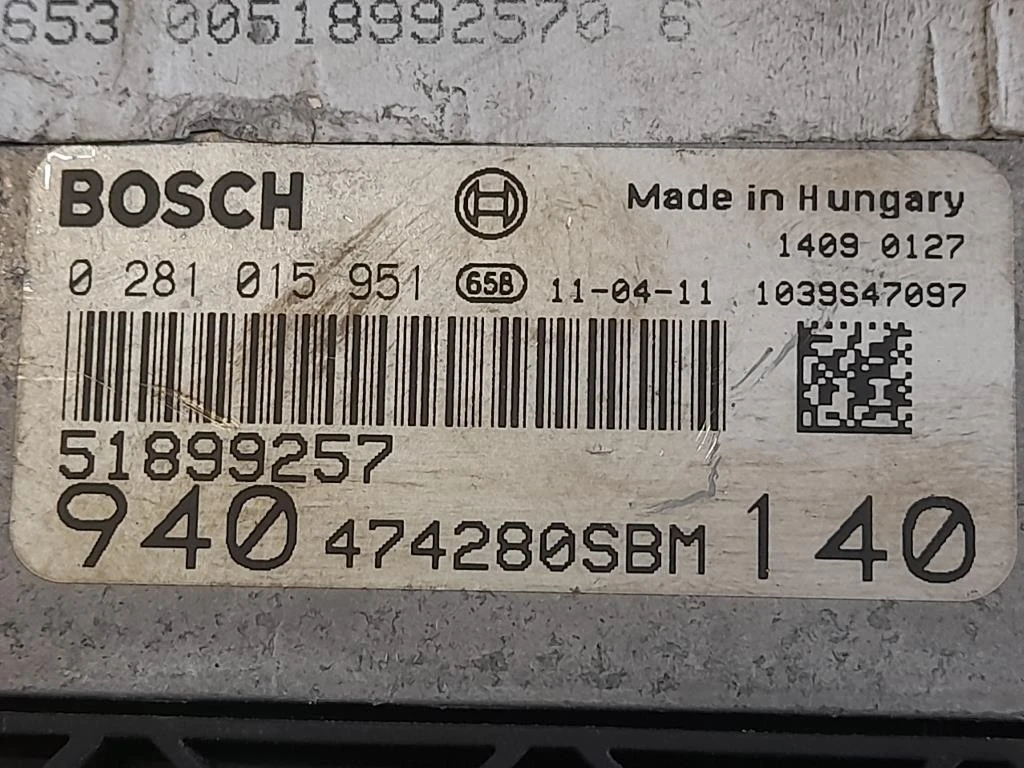 653 00518992570 6
BOSCH Made in Hungary
1409 0127
0 281 015 951 65B 11-04-11 1039S47097
51899257
940 474280SBM 140